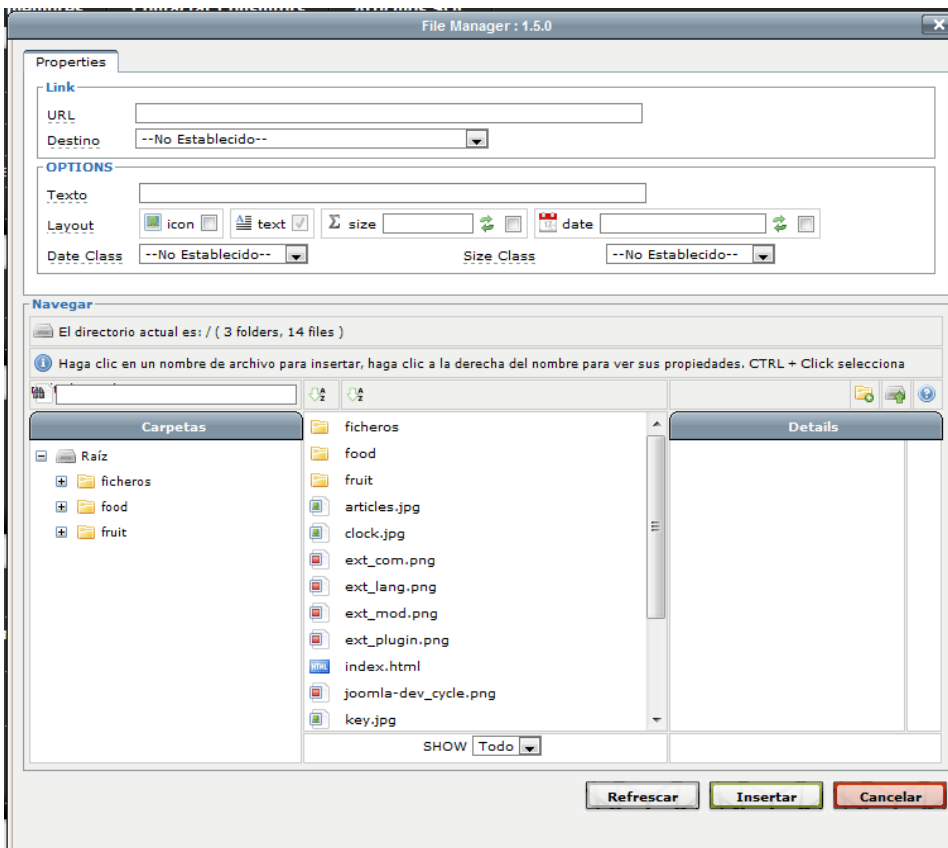 File Manager : 1.5.0
Properties
Link
URL
Destino --No Establecido--
OPTIONS
Texto
Layout icon text Σ size date
Date Class --No Establecido-- Size Class --No Establecido--
Navegar
El directorio actual es: / ( 3 folders, 14 files )
Haga clic en un nombre de archivo para insertar, haga clic a la derecha del nombre para ver sus propiedades. CTRL + Click selecciona
Carpetas
Raíz
ficheros
food
fruit
ficheros
food
fruit
articles.jpg
clock.jpg
ext_com.png
ext_lang.png
ext_mod.png
ext_plugin.png
HTML index.html
joomla-dev_cycle.png
key.jpg
SHOW Todo
Details
Refrescar Insertar Cancelar